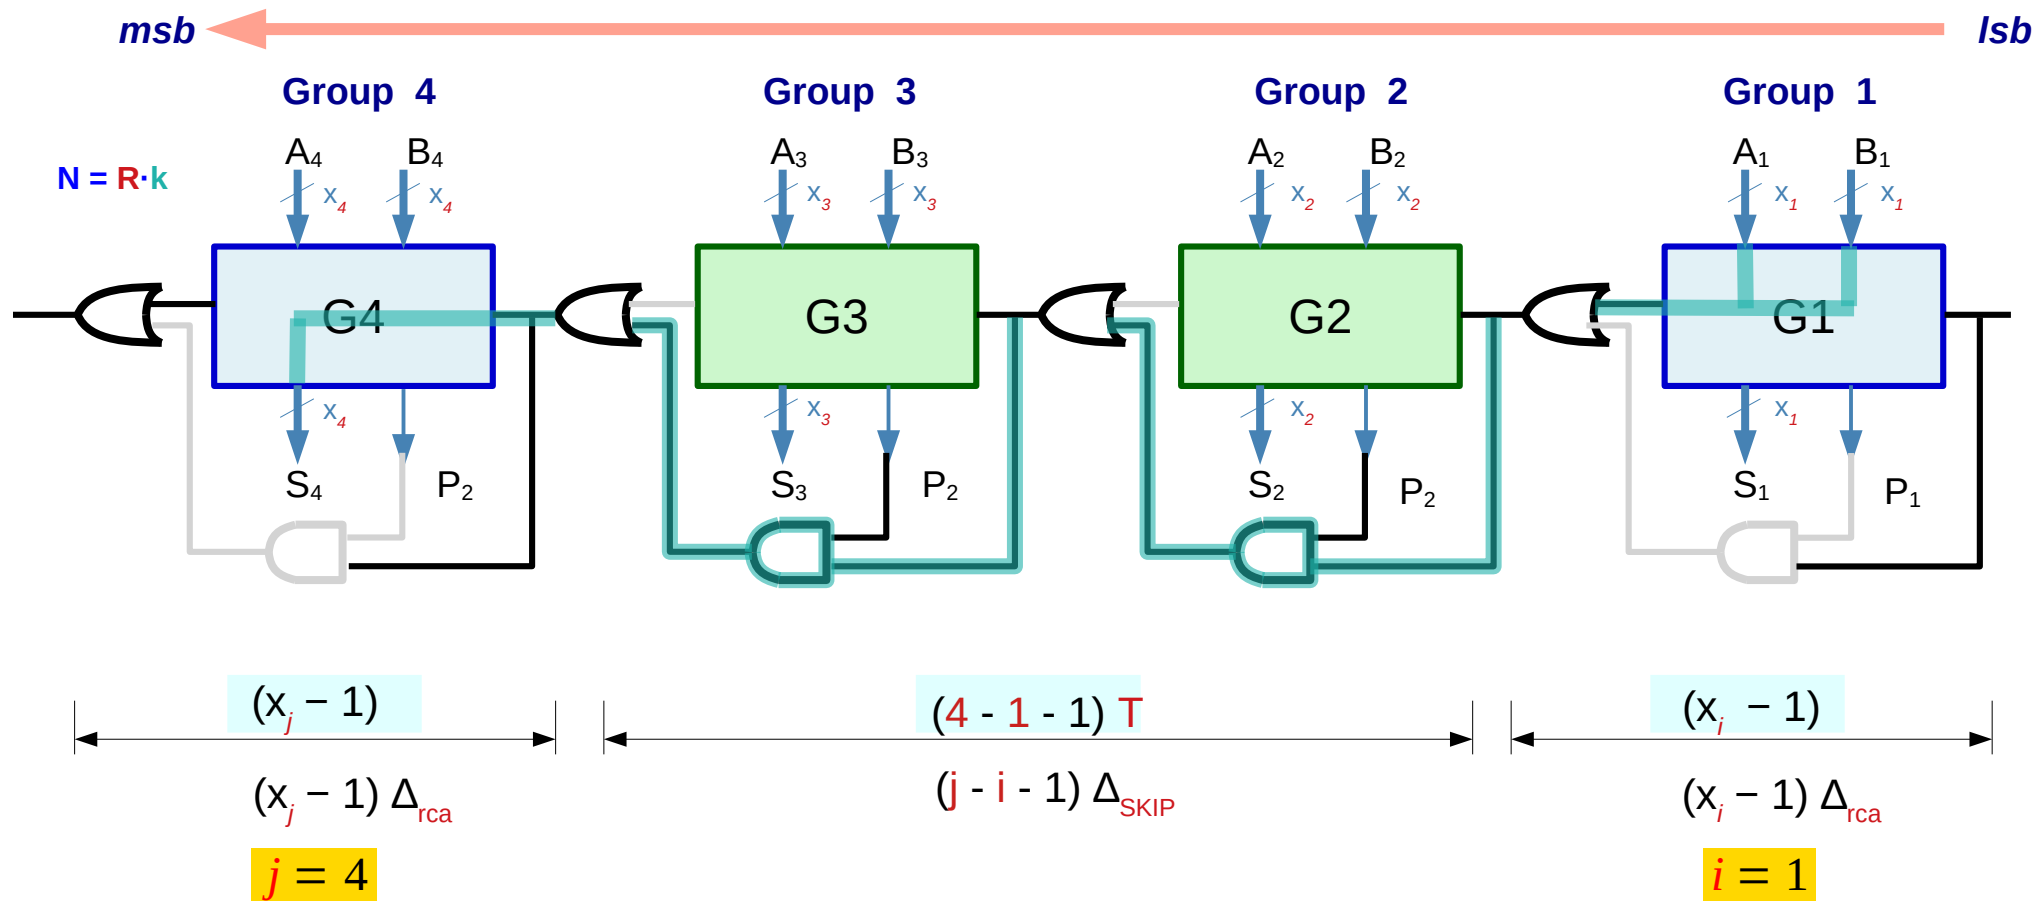 msb lsb
Group 4 Group 3 Group 2 Group 1
A4 B4 A3 B3 A2 B2 A1 B1
N = R·k
x4 x4 x3 x3 x2 x2 x1 x1
G4 G3 G2 G1
x4 x3 x2 x1
S4 P2 S3 P2 S2 P2 S1 P1
(xj − 1) (4 - 1 - 1) T (xi − 1)
(xj − 1) Δrca (j - i - 1) ΔSKIP (xi − 1) Δrca
j = 4 i = 1